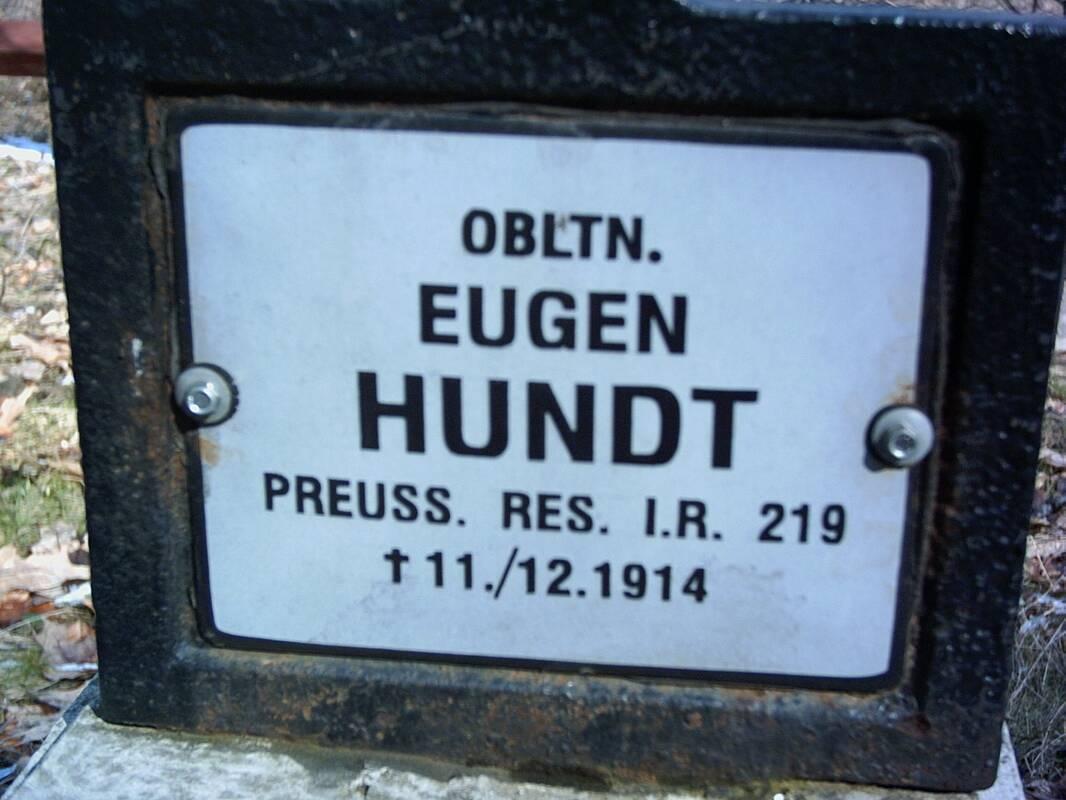 OBLTN.
EUGEN
HUNDT
PREUSS. RES. I.R. 219
† 11./12.1914